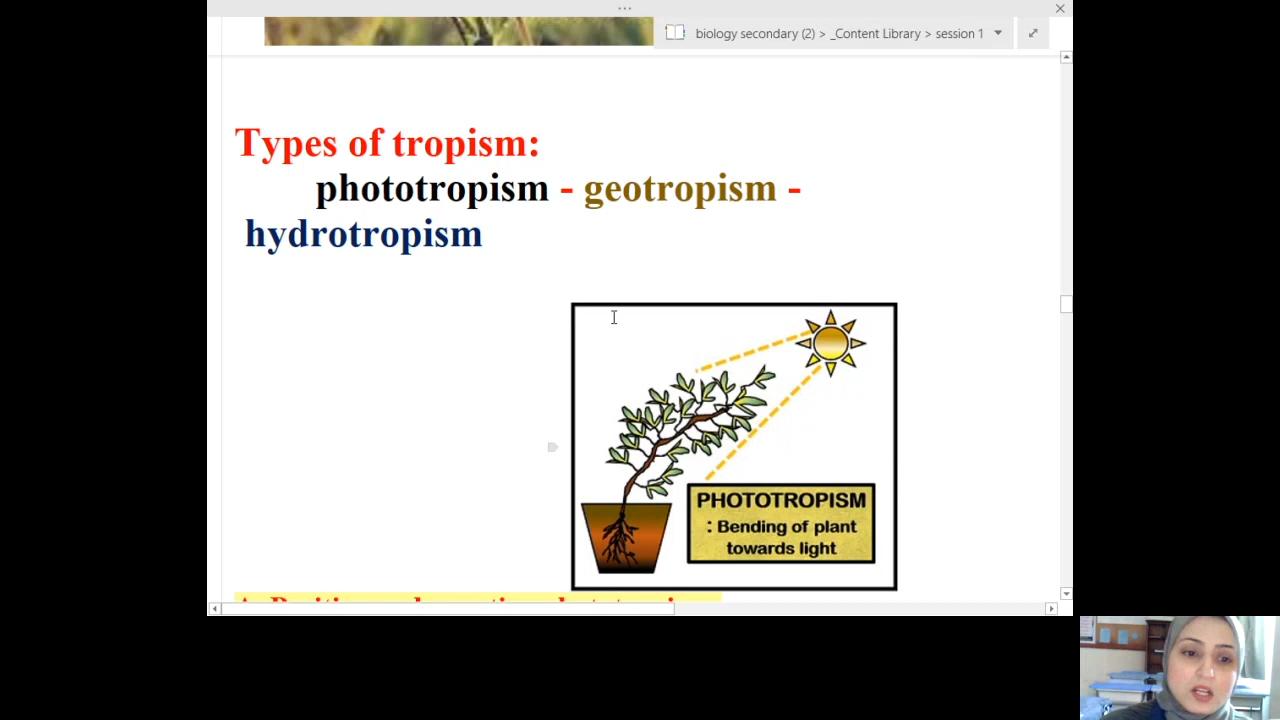 biology secondary (2) > _Content Library > session 1
Types of tropism:
phototropism - geotropism -
hydrotropism
PHOTOTROPISM
: Bending of plant
towards light